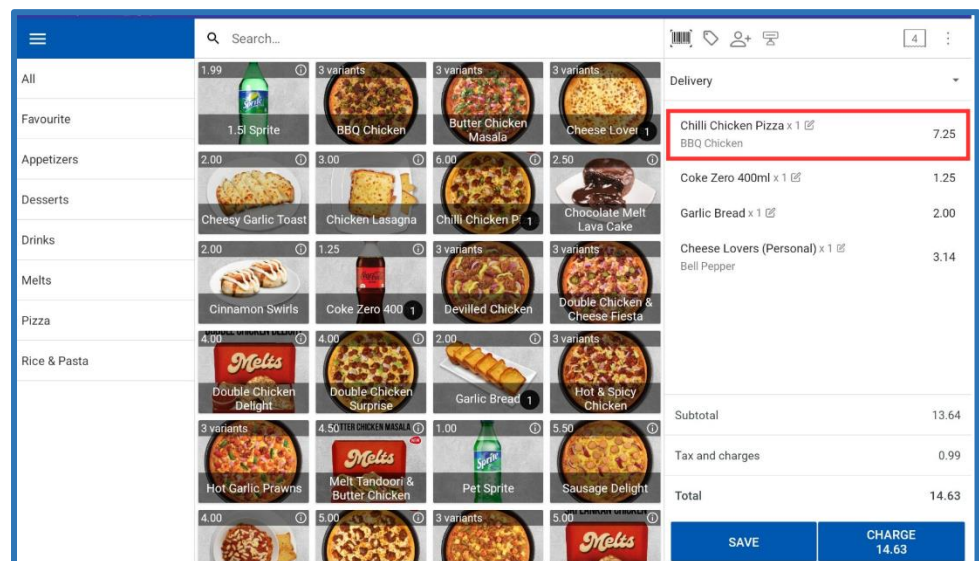 Search...
4
All
Favourite
Appetizers
Desserts
Drinks
Melts
Pizza
Rice & Pasta
1.99
3 variants
3 variants
3 variants
Sprite
1.5l Sprite
BBQ Chicken
Butter Chicken
Masala
Cheese Lover
1
2.00
3.00
6.00
2.50
Cheesy Garlic Toast
Chicken Lasagna
Chilli Chicken P
1
Chocolate Melt
Lava Cake
2.00
1.25
3 variants
3 variants
Cinnamon Swirls
Coke Zero 400
1
Devilled Chicken
Double Chicken &
Cheese Fiesta
4.00
DOUBLE CHICKEN DELIGHT
4.00
2.00
3 variants
Melts
Double Chicken
Delight
Double Chicken
Surprise
Garlic Bread
1
Hot & Spicy
Chicken
3 variants
4.50
TTER CHICKEN MASALA
1.00
5.50
Melts
Sprite
Hot Garlic Prawns
Melt Tandoori &
Butter Chicken
Pet Sprite
Sausage Delight
4.00
5.00
3 variants
5.00
Melts
Delivery
Chilli Chicken Pizza x 1
7.25
BBQ Chicken
Coke Zero 400ml x 1
1.25
Garlic Bread x 1
2.00
Cheese Lovers (Personal) x 1
3.14
Bell Pepper
Subtotal
13.64
Tax and charges
0.99
Total
14.63
SAVE
CHARGE
14.63